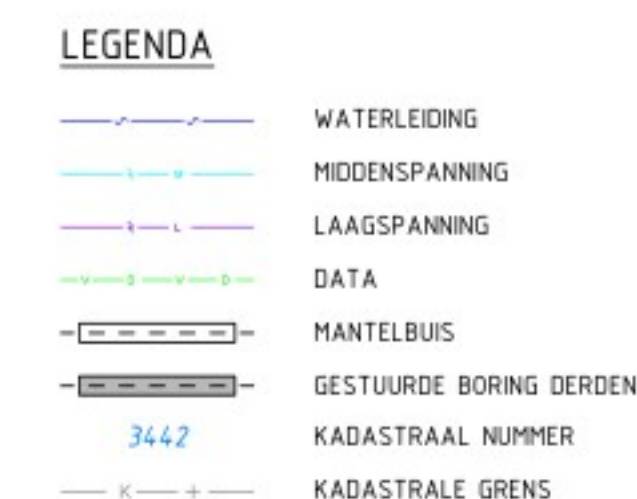 LEGENDA
WATERLEIDING
MIDDENSPANNING
LAAGSPANNING
V D V D DATA
MANTELBUIS
GESTUURDE BORING DERDEN
3442 KADASTRAAL NUMMER
K + KADASTRALE GRENS